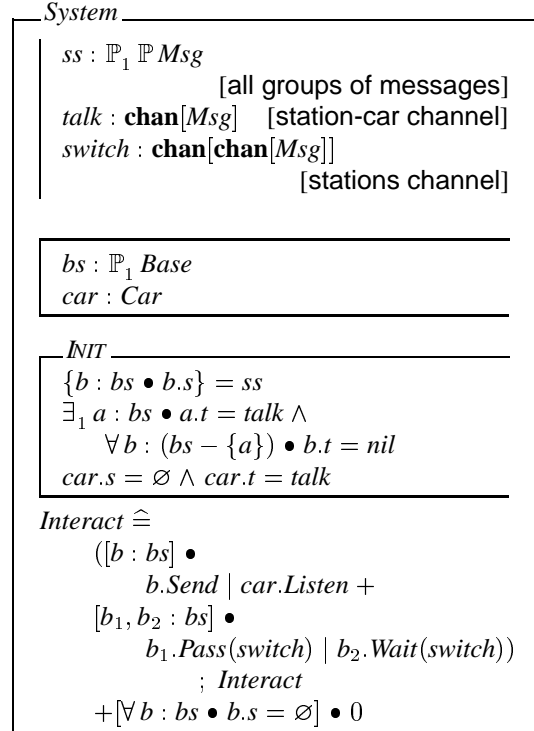 System
ss : ℙ₁ ℙ Msg
[all groups of messages]
talk : chan[Msg] [station-car channel]
switch : chan[chan[Msg]]
[stations channel]
bs : ℙ₁ Base
car : Car
INIT
{b : bs • b.s} = ss
∃₁ a : bs • a.t = talk ∧
∀ b : (bs − {a}) • b.t = nil
car.s = ∅ ∧ car.t = talk
Interact ≙
([b : bs] •
b.Send | car.Listen +
[b₁, b₂ : bs] •
b₁.Pass(switch) | b₂.Wait(switch))
; Interact
+[∀ b : bs • b.s = ∅] • 0